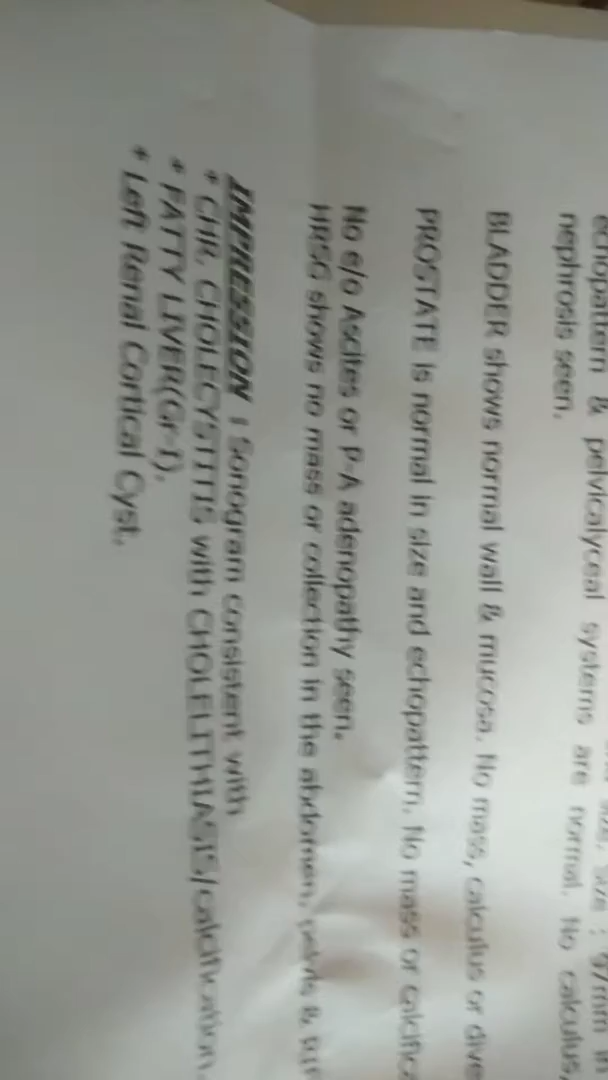 echopattern & pelvicalyceal systems are normal. No calculus,
nephrosis seen.
BLADDER shows normal wall & mucosa. No mass, calculus or dive
PROSTATE is normal in size and echopattern. No mass or calcifica
No e/o Ascites or P-A adenopathy seen.
HRSG shows no mass or collection in the abdomen, pelvis &
IMPRESSION : Sonogram consistent with
* CHR. CHOLECYSTITIS with CHOLELITHIASIS/calcification.
* FATTY LIVER(Gr-I).
* Left Renal Cortical Cyst.